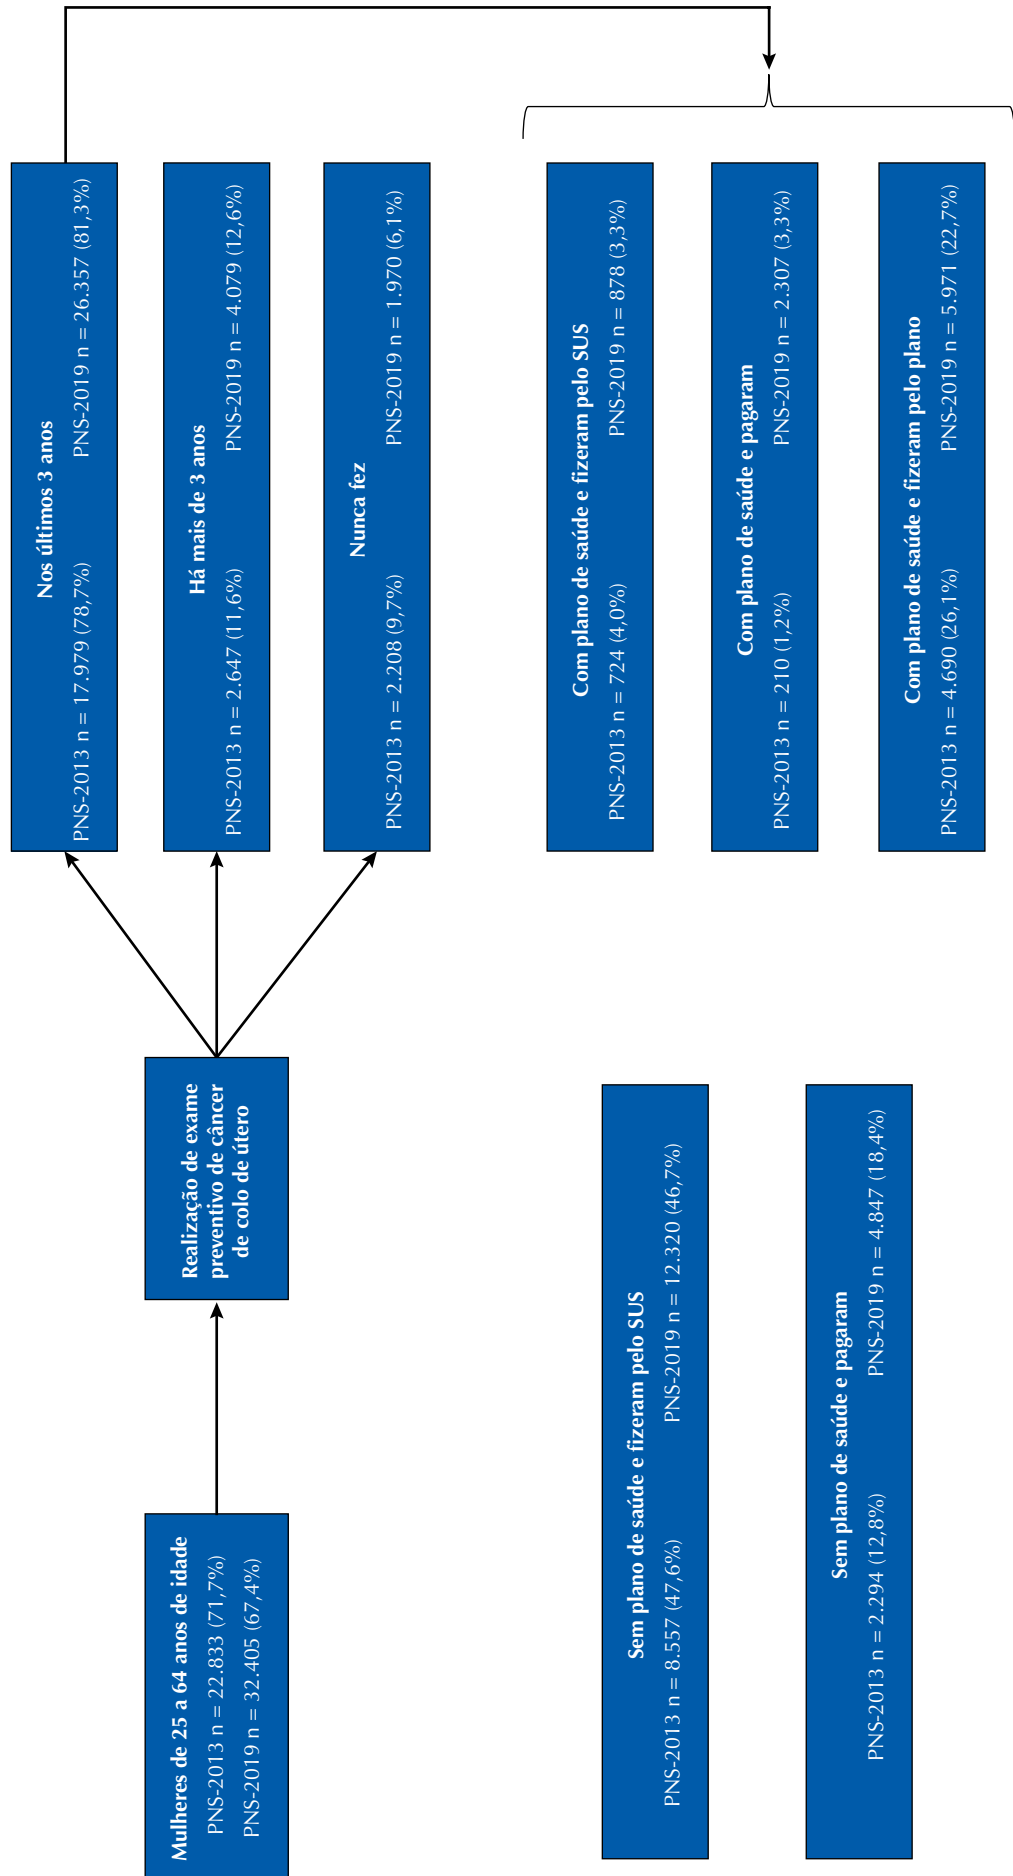 Mulheres de 25 a 64 anos de idade
PNS-2013 n = 22.833 (71,7%)
PNS-2019 n = 32.405 (67,4%)
Realização de exame
preventivo de câncer
de colo de útero
Nos últimos 3 anos
PNS-2013 n = 17.979 (78,7%) PNS-2019 n = 26.357 (81,3%)
Há mais de 3 anos
PNS-2013 n = 2.647 (11,6%) PNS-2019 n = 4.079 (12,6%)
Nunca fez
PNS-2013 n = 2.208 (9,7%) PNS-2019 n = 1.970 (6,1%)
Sem plano de saúde e fizeram pelo SUS
PNS-2013 n = 8.557 (47,6%) PNS-2019 n = 12.320 (46,7%)
Sem plano de saúde e pagaram
PNS-2013 n = 2.294 (12,8%) PNS-2019 n = 4.847 (18,4%)
Com plano de saúde e fizeram pelo SUS
PNS-2013 n = 724 (4,0%) PNS-2019 n = 878 (3,3%)
Com plano de saúde e pagaram
PNS-2013 n = 210 (1,2%) PNS-2019 n = 2.307 (3,3%)
Com plano de saúde e fizeram pelo plano
PNS-2013 n = 4.690 (26,1%) PNS-2019 n = 5.971 (22,7%)